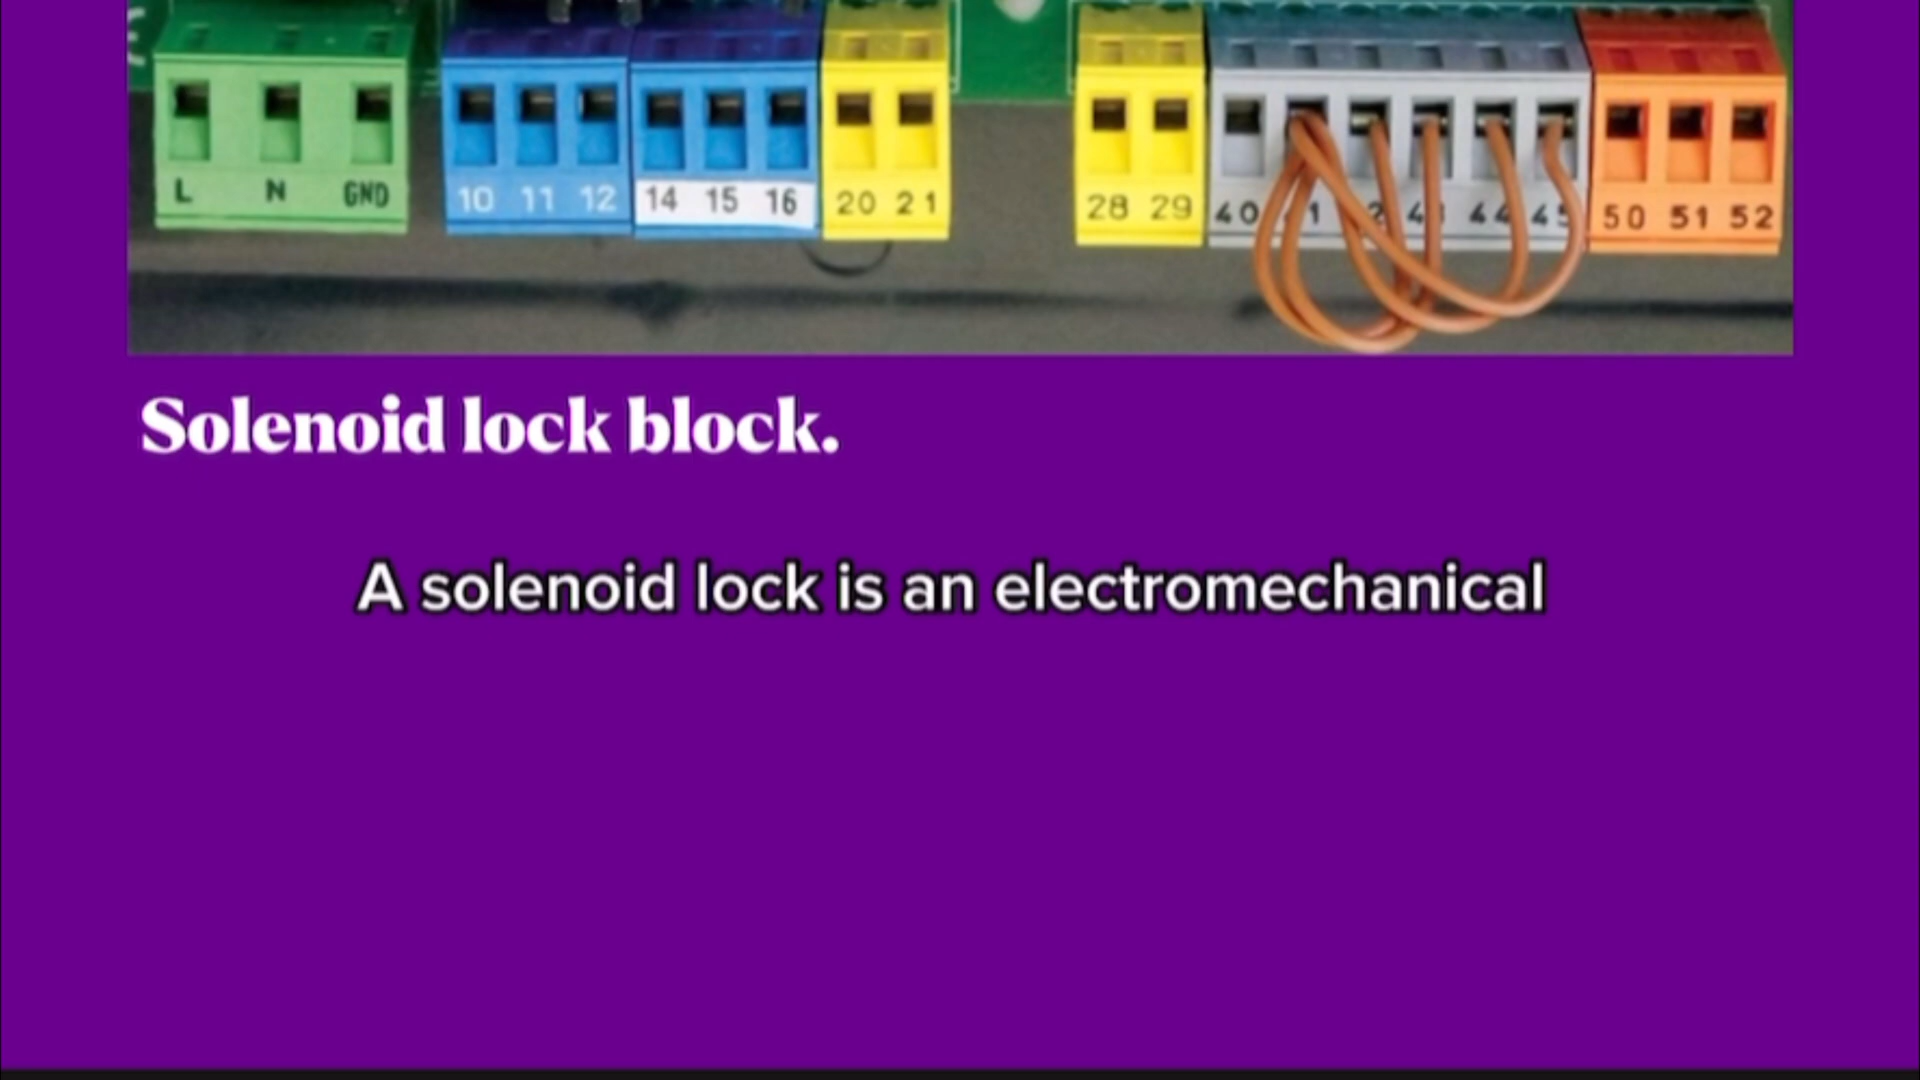 L N GND 10 11 12 14 15 16 20 21 28 29 40 44 50 51 52
Solenoid lock block.
A solenoid lock is an electromechanical